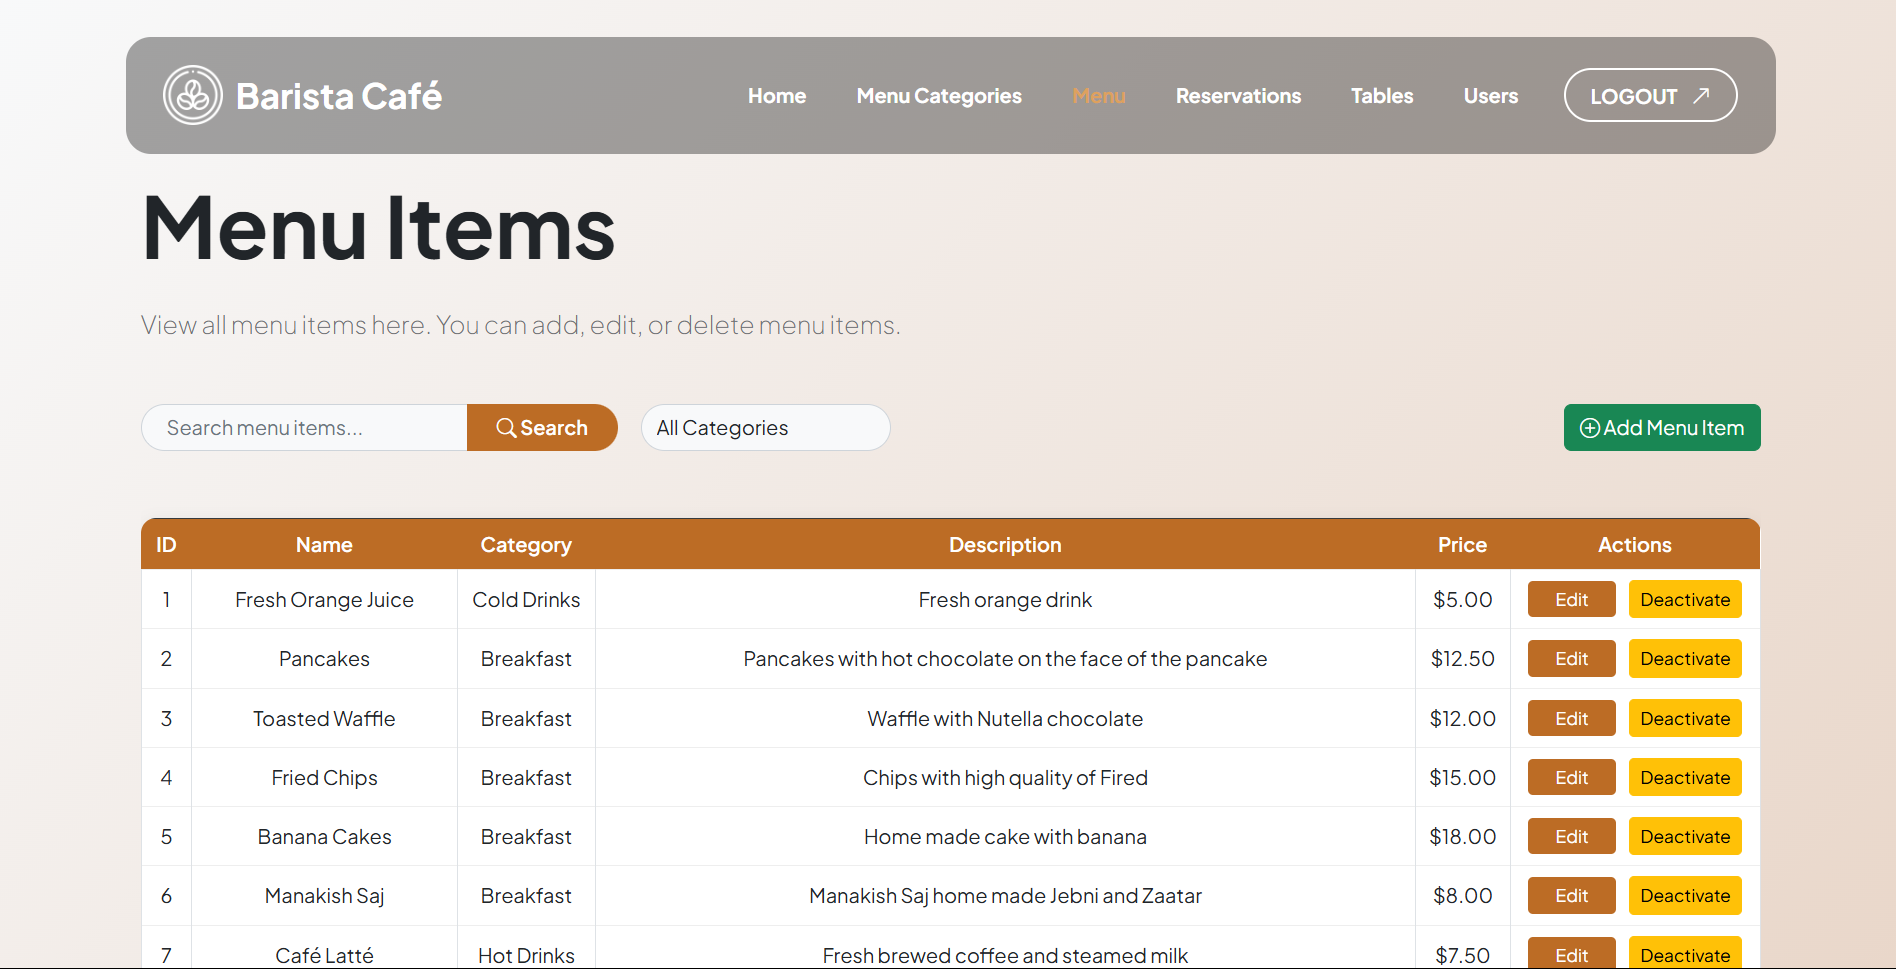 Barista Café
Home Menu Categories Menu Reservations Tables Users LOGOUT
Menu Items
View all menu items here. You can add, edit, or delete menu items.
Search menu items... Search All Categories Add Menu Item
ID Name Category Description Price Actions
1 Fresh Orange Juice Cold Drinks Fresh orange drink $5.00 Edit Deactivate
2 Pancakes Breakfast Pancakes with hot chocolate on the face of the pancake $12.50 Edit Deactivate
3 Toasted Waffle Breakfast Waffle with Nutella chocolate $12.00 Edit Deactivate
4 Fried Chips Breakfast Chips with high quality of Fired $15.00 Edit Deactivate
5 Banana Cakes Breakfast Home made cake with banana $18.00 Edit Deactivate
6 Manakish Saj Breakfast Manakish Saj home made Jebni and Zaatar $8.00 Edit Deactivate
7 Café Latté Hot Drinks Fresh brewed coffee and steamed milk $7.50 Edit Deactivate